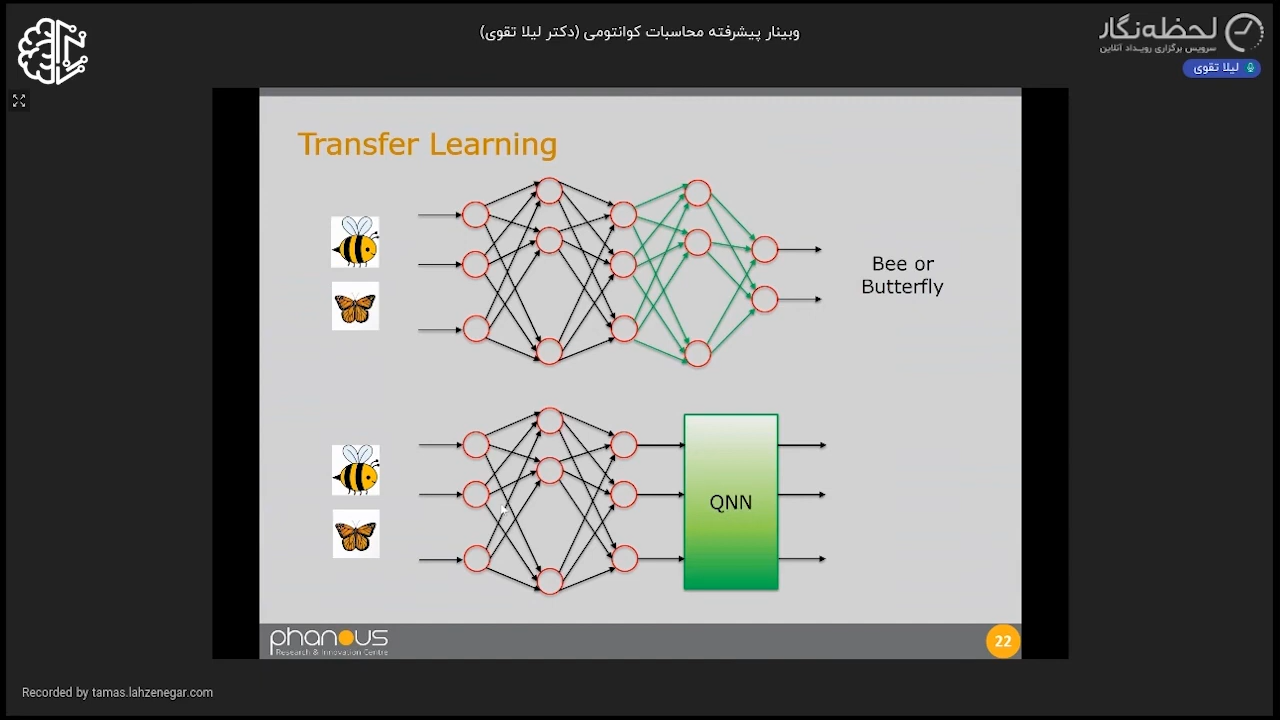 وبینار پیشرفته محاسبات کوانتومی (دکتر لیلا تقوی)
لحظه‌نگار
سرویس برگزاری رویداد آنلاین
لیلا تقوی
Transfer Learning
Bee or
Butterfly
QNN
phanous
Research & Innovation Centre
22
Recorded by tamas.lahzenegar.com